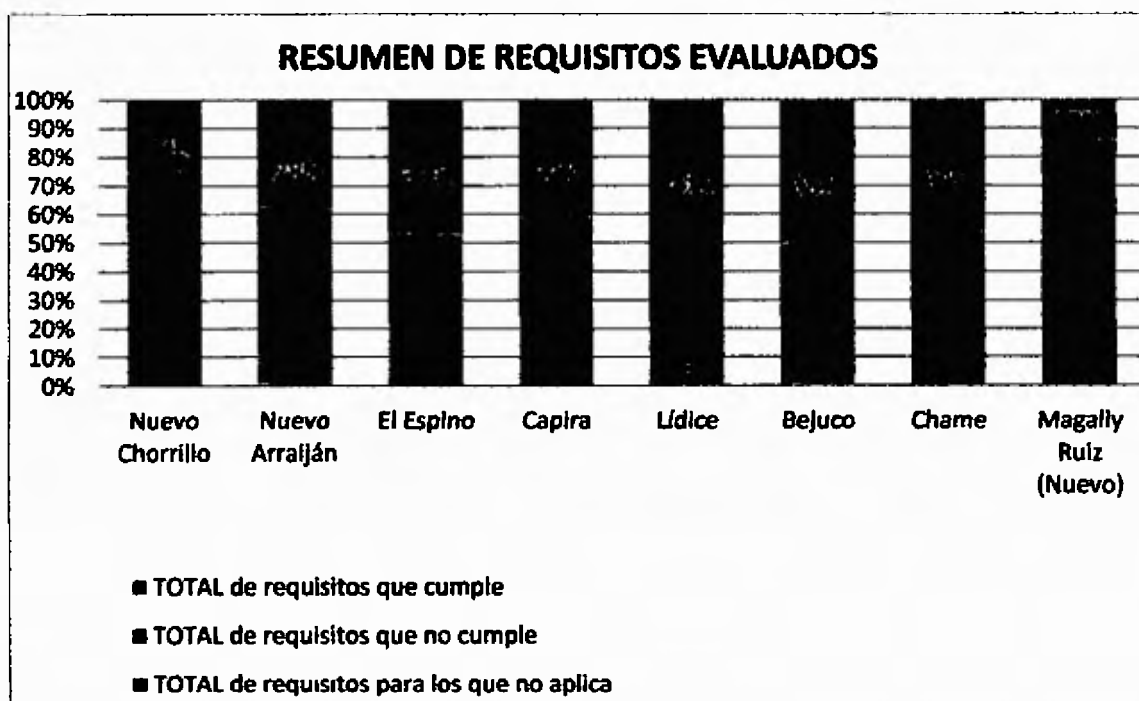 RESUMEN DE REQUISITOS EVALUADOS
100%
90%
80%
70%
60%
50%
40%
30%
20%
10%
0%
Nuevo Chorrillo
Nuevo Arraiján
El Espino
Capira
Lídice
Bejuco
Chame
Magally Ruiz (Nuevo)
■ TOTAL de requisitos que cumple
■ TOTAL de requisitos que no cumple
■ TOTAL de requisitos para los que no aplica